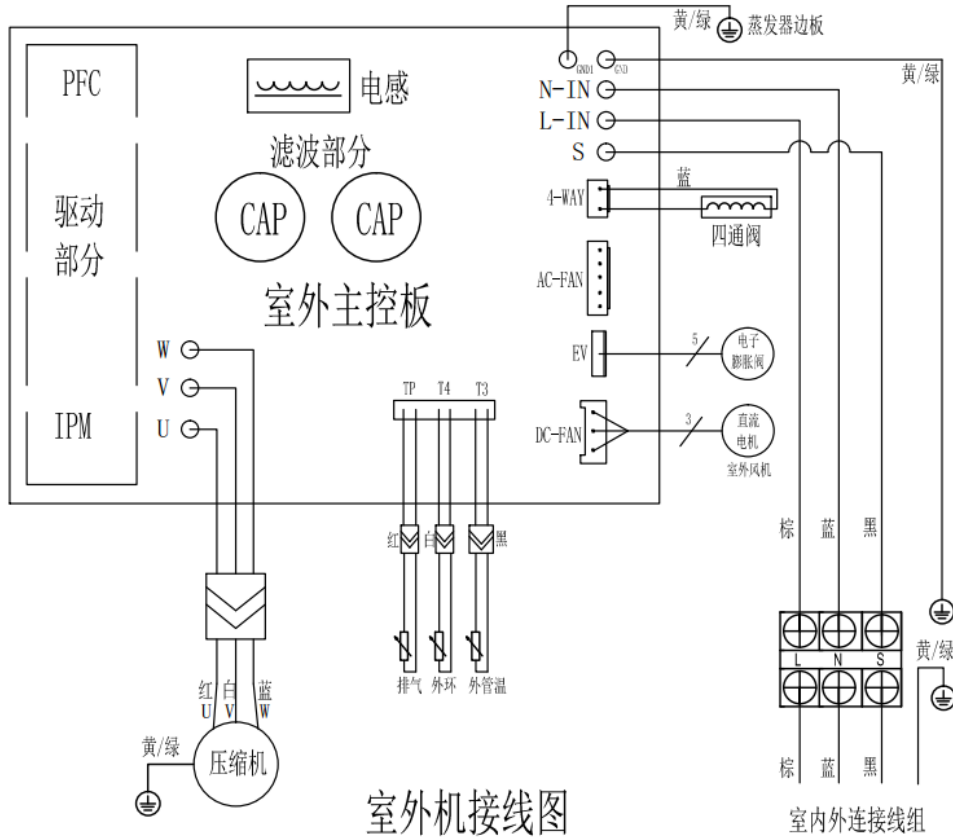 黄/绿
蒸发器边板
PFC
电感
GND1
GND
黄/绿
N-IN
L-IN
S
滤波部分
CAP
CAP
驱动
部分
蓝
4-WAY
四通阀
室外主控板
AC-FAN
W
V
U
EV
5
电子
膨胀阀
IPM
TP
T4
T3
DC-FAN
3
直流
电机
室外风机
红
白
黑
棕
蓝
黑
L
N
S
黄/绿
排气
外环
外管温
红
白
蓝
U
V
W
黄/绿
压缩机
棕
蓝
黑
室外机接线图
室内外连接线组